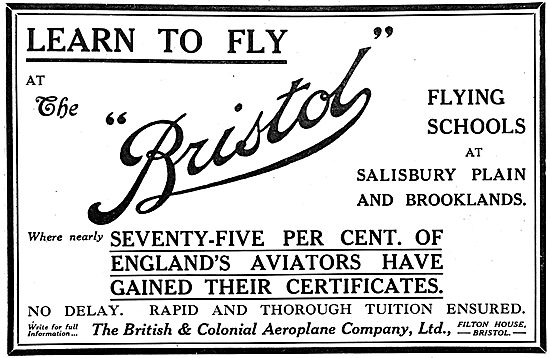 LEARN TO FLY
AT
The
"Bristol"
FLYING
SCHOOLS
AT
SALISBURY PLAIN
AND BROOKLANDS.
Where nearly SEVENTY-FIVE PER CENT. OF
ENGLAND'S AVIATORS HAVE
GAINED THEIR CERTIFICATES.
NO DELAY. RAPID AND THOROUGH TUITION ENSURED.
Write for full
Information...
The British & Colonial Aeroplane Company, Ltd.,
FILTON HOUSE,
— BRISTOL. —